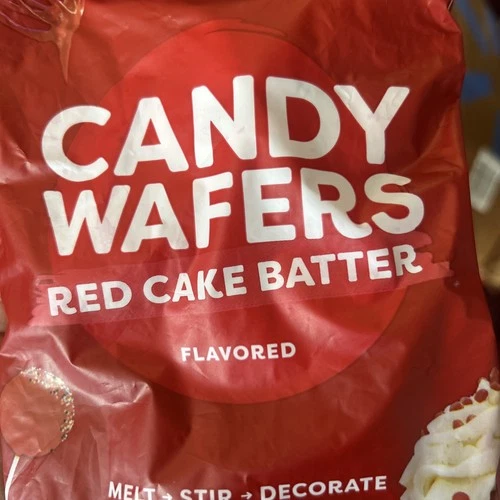 CANDY
WAFERS
RED CAKE BATTER
FLAVORED
MELT → STIR → DECORATE